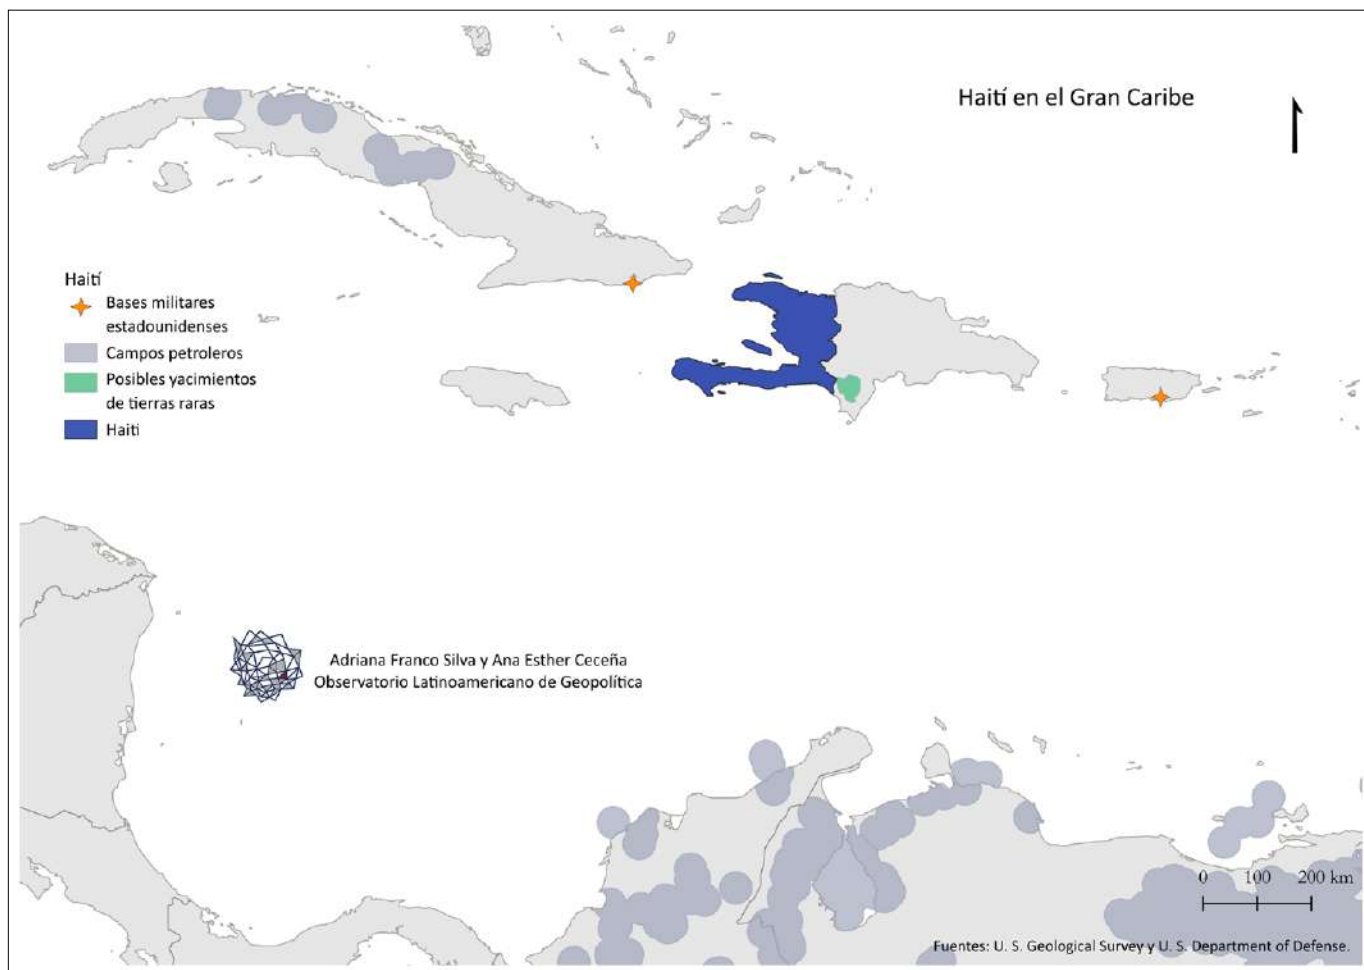 Haití en el Gran Caribe
Haití
Bases militares
estadounidenses
Campos petroleros
Posibles yacimientos
de tierras raras
Haití
Adriana Franco Silva y Ana Esther Ceceña
Observatorio Latinoamericano de Geopolítica
0 100 200 km
Fuentes: U. S. Geological Survey y U. S. Department of Defense.